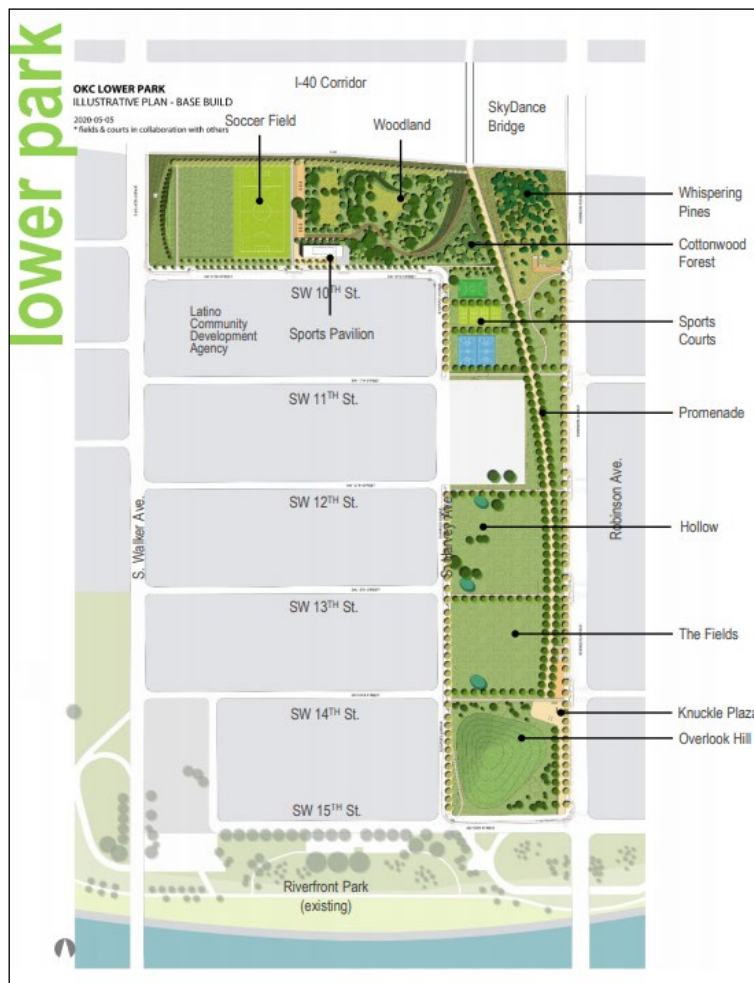 lower park
OKC LOWER PARK
ILLUSTRATIVE PLAN - BASE BUILD
2020-05-05
* fields & courts in collaboration with others
I-40 Corridor
SkyDance
Bridge
Soccer Field
Woodland
Whispering
Pines
Cottonwood
Forest
SW 10TH St.
Latino
Community
Development
Agency
Sports Pavilion
Sports
Courts
SW 11TH St.
Promenade
S. Walker Ave.
SW 12TH St.
S. Harvey Ave.
Hollow
Robinson Ave.
SW 13TH St.
The Fields
SW 14TH St.
Knuckle Plaza
Overlook Hill
SW 15TH St.
Riverfront Park
(existing)